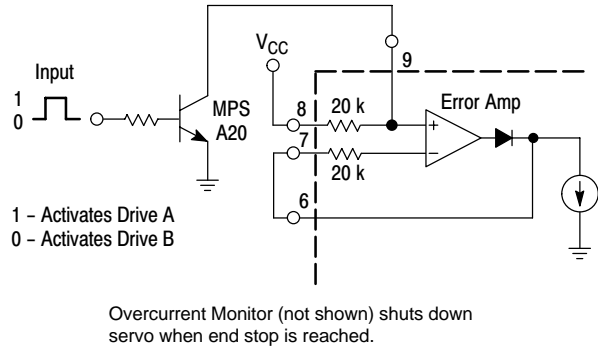 Input
1
0
MPS
A20
VCC
8
7
6
9
20 k
20 k
Error Amp
+
−
1 – Activates Drive A
0 – Activates Drive B
Overcurrent Monitor (not shown) shuts down
servo when end stop is reached.